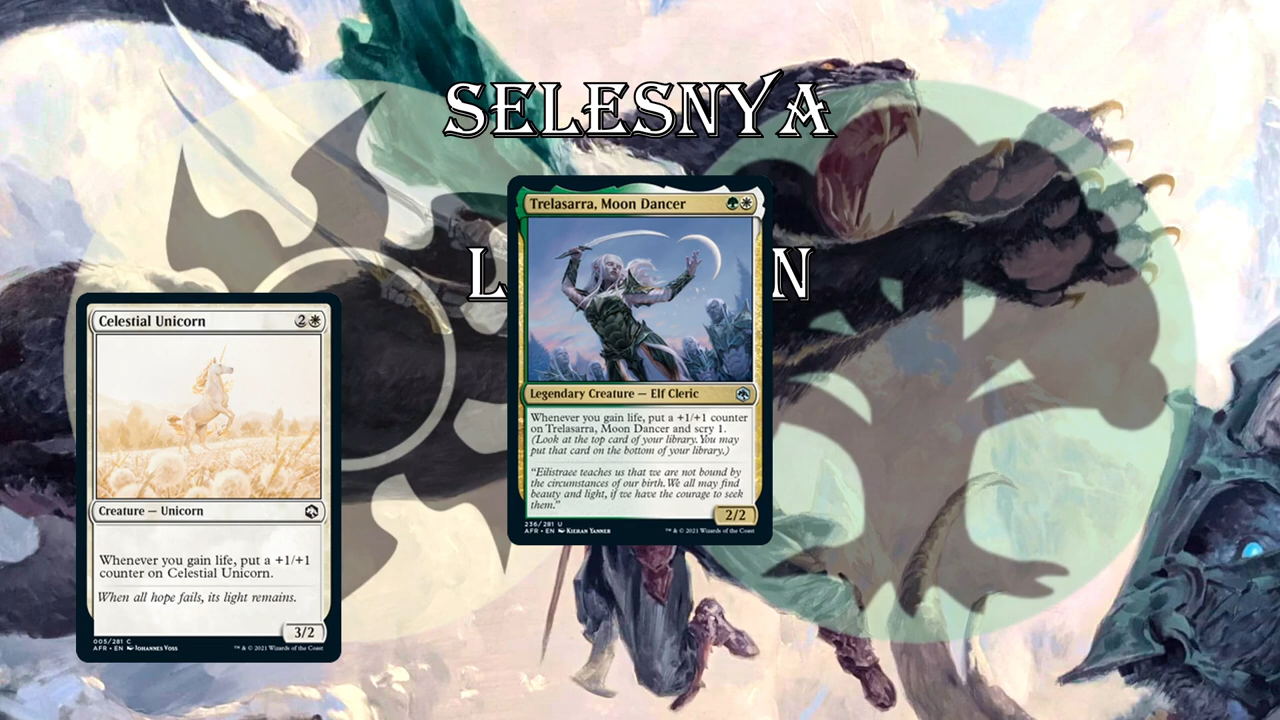 SELESNYA
L
N
Trelasarra, Moon Dancer
Legendary Creature — Elf Cleric
Whenever you gain life, put a +1/+1 counter
on Trelasarra, Moon Dancer and scry 1.
(Look at the top card of your library. You may
put that card on the bottom of your library.)
"Eilistraee teaches us that we are not bound by
the circumstances of our birth. We all may find
beauty and light, if we have the courage to seek
them."
2/2
236/281 U
AFR • EN Kieran Yanner
™ & © 2021 Wizards of the Coast
Celestial Unicorn
2
Creature — Unicorn
Whenever you gain life, put a +1/+1
counter on Celestial Unicorn.
When all hope fails, its light remains.
3/2
005/281 C
AFR • EN Johannes Voss
™ & © 2021 Wizards of the Coast